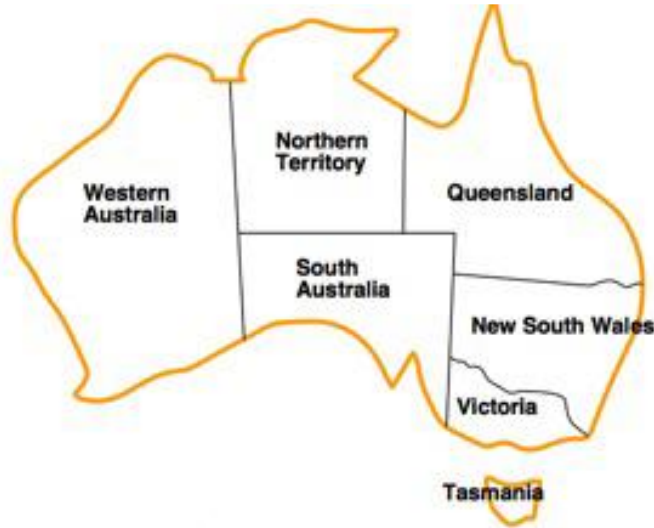 Northern
Territory
Western
Australia
Queensland
South
Australia
New South Wales
Victoria
Tasmania